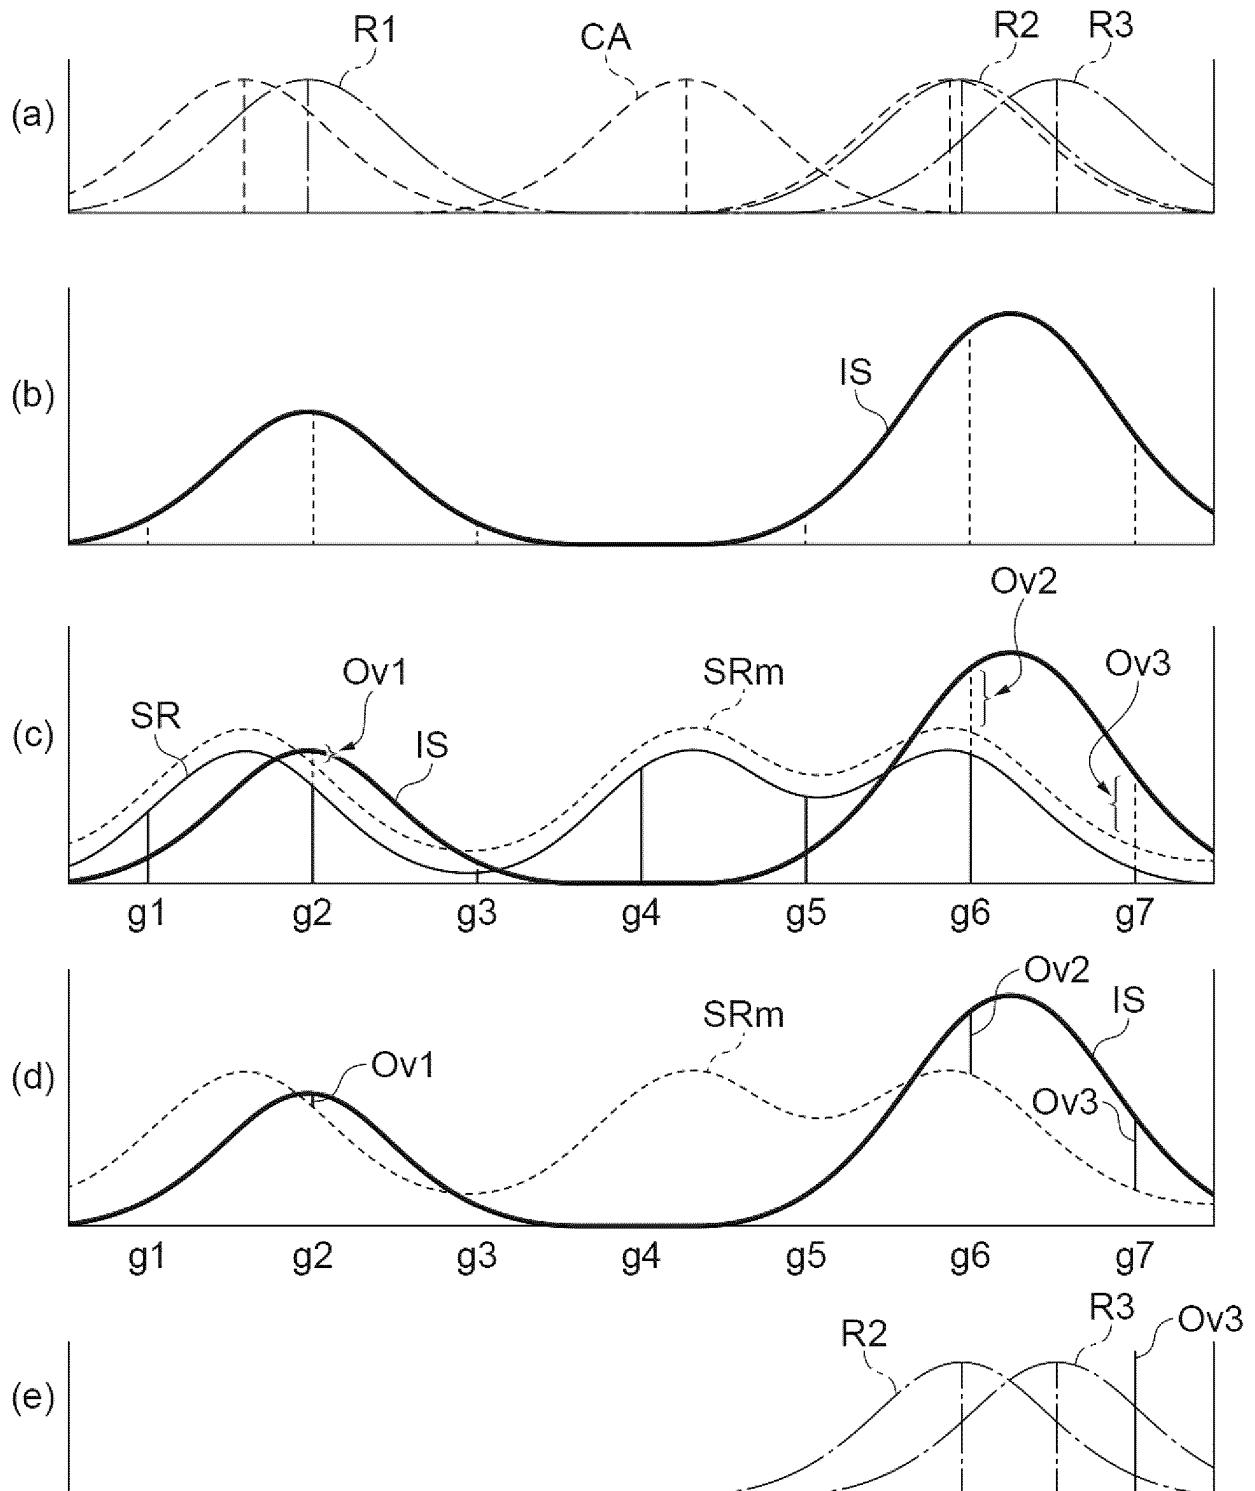 R1 CA R2 R3
(a)
IS
(b)
Ov2
Ov1 SRm Ov3
SR IS
(c)
g1 g2 g3 g4 g5 g6 g7
Ov2
SRm IS
Ov1
(d)
Ov3
g1 g2 g3 g4 g5 g6 g7
R2 R3 Ov3
(e)